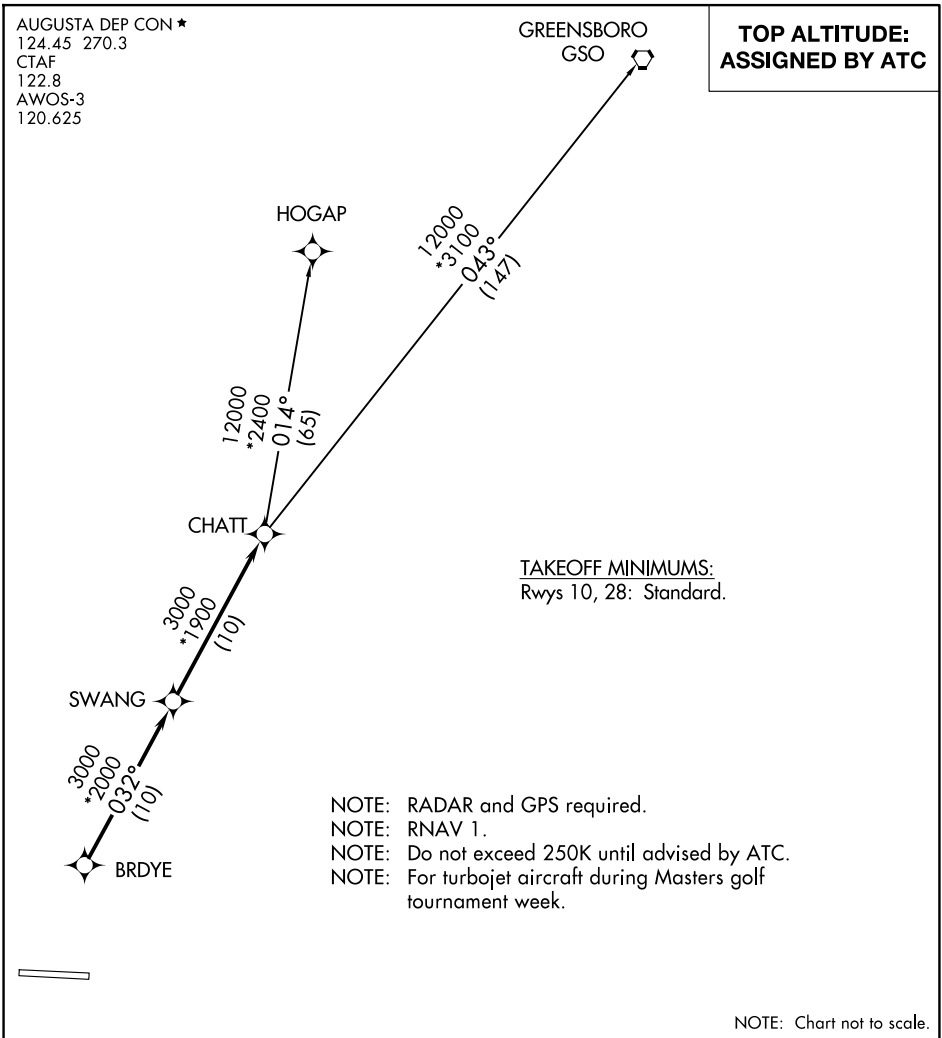 AUGUSTA DEP CON ★
124.45 270.3
CTAF
122.8
AWOS-3
120.625
GREENSBORO
GSO
TOP ALTITUDE:
ASSIGNED BY ATC
HOGAP
12000
*3100
043°
(147)
12000
*2400
014°
(65)
CHATT
TAKEOFF MINIMUMS:
Rwys 10, 28: Standard.
3000
*1900
(10)
SWANG
3000
*2000
032°
(10)
BRDYE
NOTE: RADAR and GPS required.
NOTE: RNAV 1.
NOTE: Do not exceed 250K until advised by ATC.
NOTE: For turbojet aircraft during Masters golf
tournament week.
NOTE: Chart not to scale.